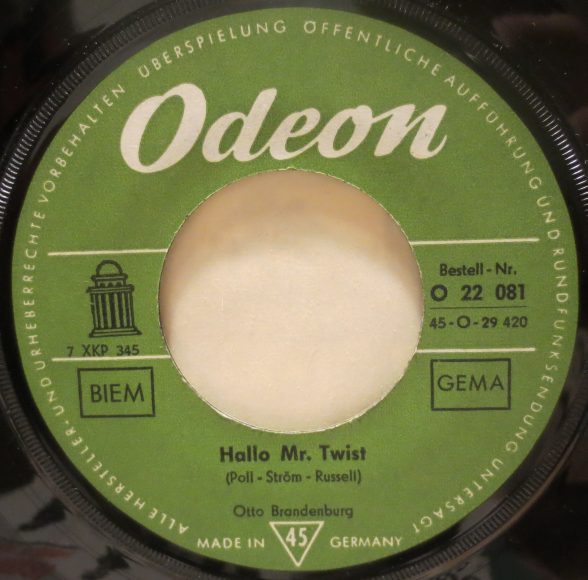 ALLE HERSTELLER- UND URHEBERRECHTE VORBEHALTEN ÜBERSPIELUNG ÖFFENTLICHE AUFFÜHRUNG UND RUNDFUNKSENDUNG UNTERSAGT
Odeon
Bestell-Nr.
O 22 081
45-O-29 420
7 XKP 345
BIEM
GEMA
Hallo Mr. Twist
(Poll - Ström - Russell)
Otto Brandenburg
MADE IN 45 GERMANY